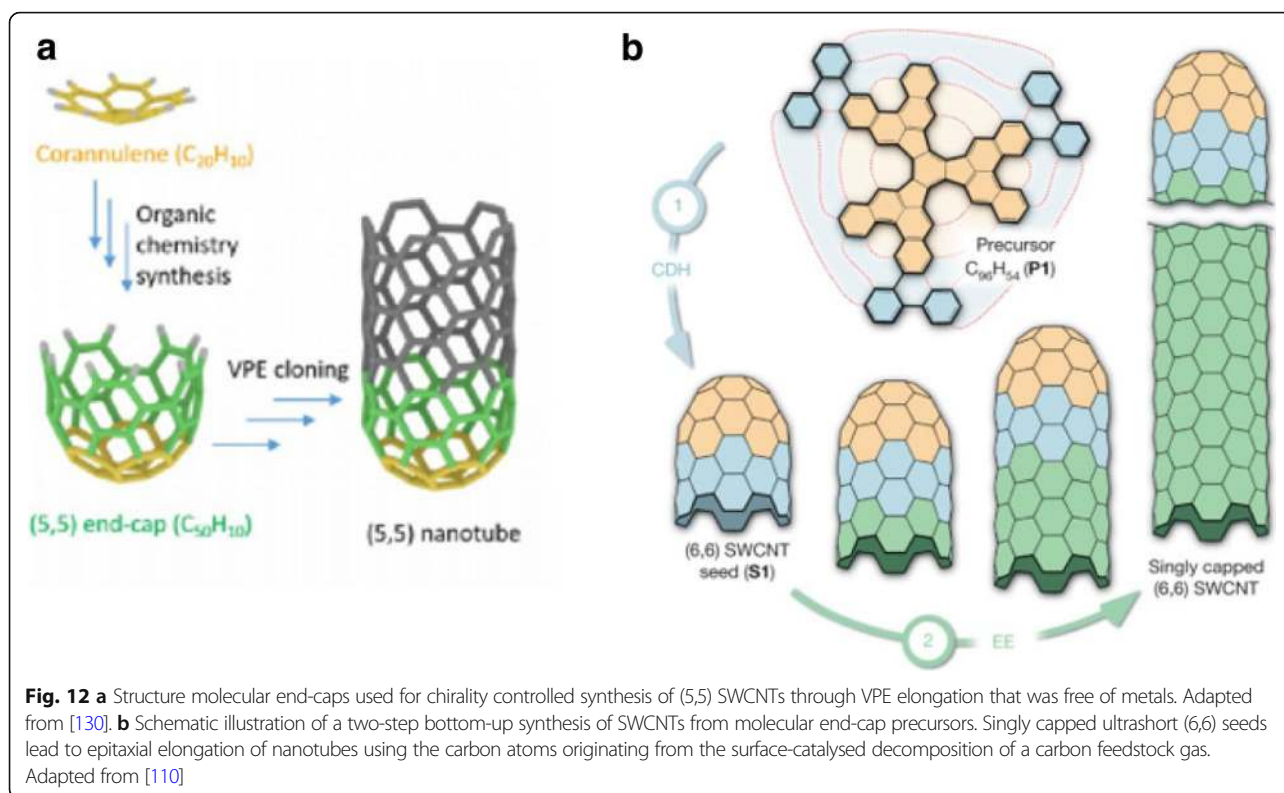 a
Corannulene (C20H10)
Organic
chemistry
synthesis
VPE cloning
(5,5) end-cap (C50H10)
(5,5) nanotube
b
1
CDH
Precursor
C96H54 (P1)
(6,6) SWCNT
seed (S1)
Singly capped
(6,6) SWCNT
2
EE
Fig. 12 a Structure molecular end-caps used for chirality controlled synthesis of (5,5) SWCNTs through VPE elongation that was free of metals. Adapted
from [130]. b Schematic illustration of a two-step bottom-up synthesis of SWCNTs from molecular end-cap precursors. Singly capped ultrashort (6,6) seeds
lead to epitaxial elongation of nanotubes using the carbon atoms originating from the surface-catalysed decomposition of a carbon feedstock gas.
Adapted from [110]